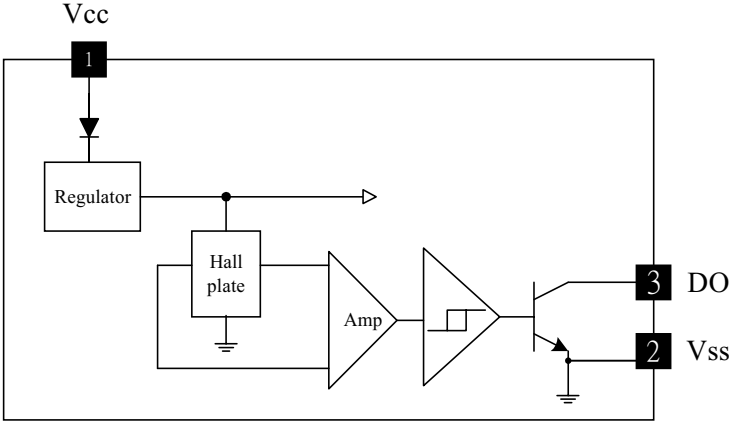 Vcc
1
Regulator
Hall
plate
Amp
3
DO
2
Vss